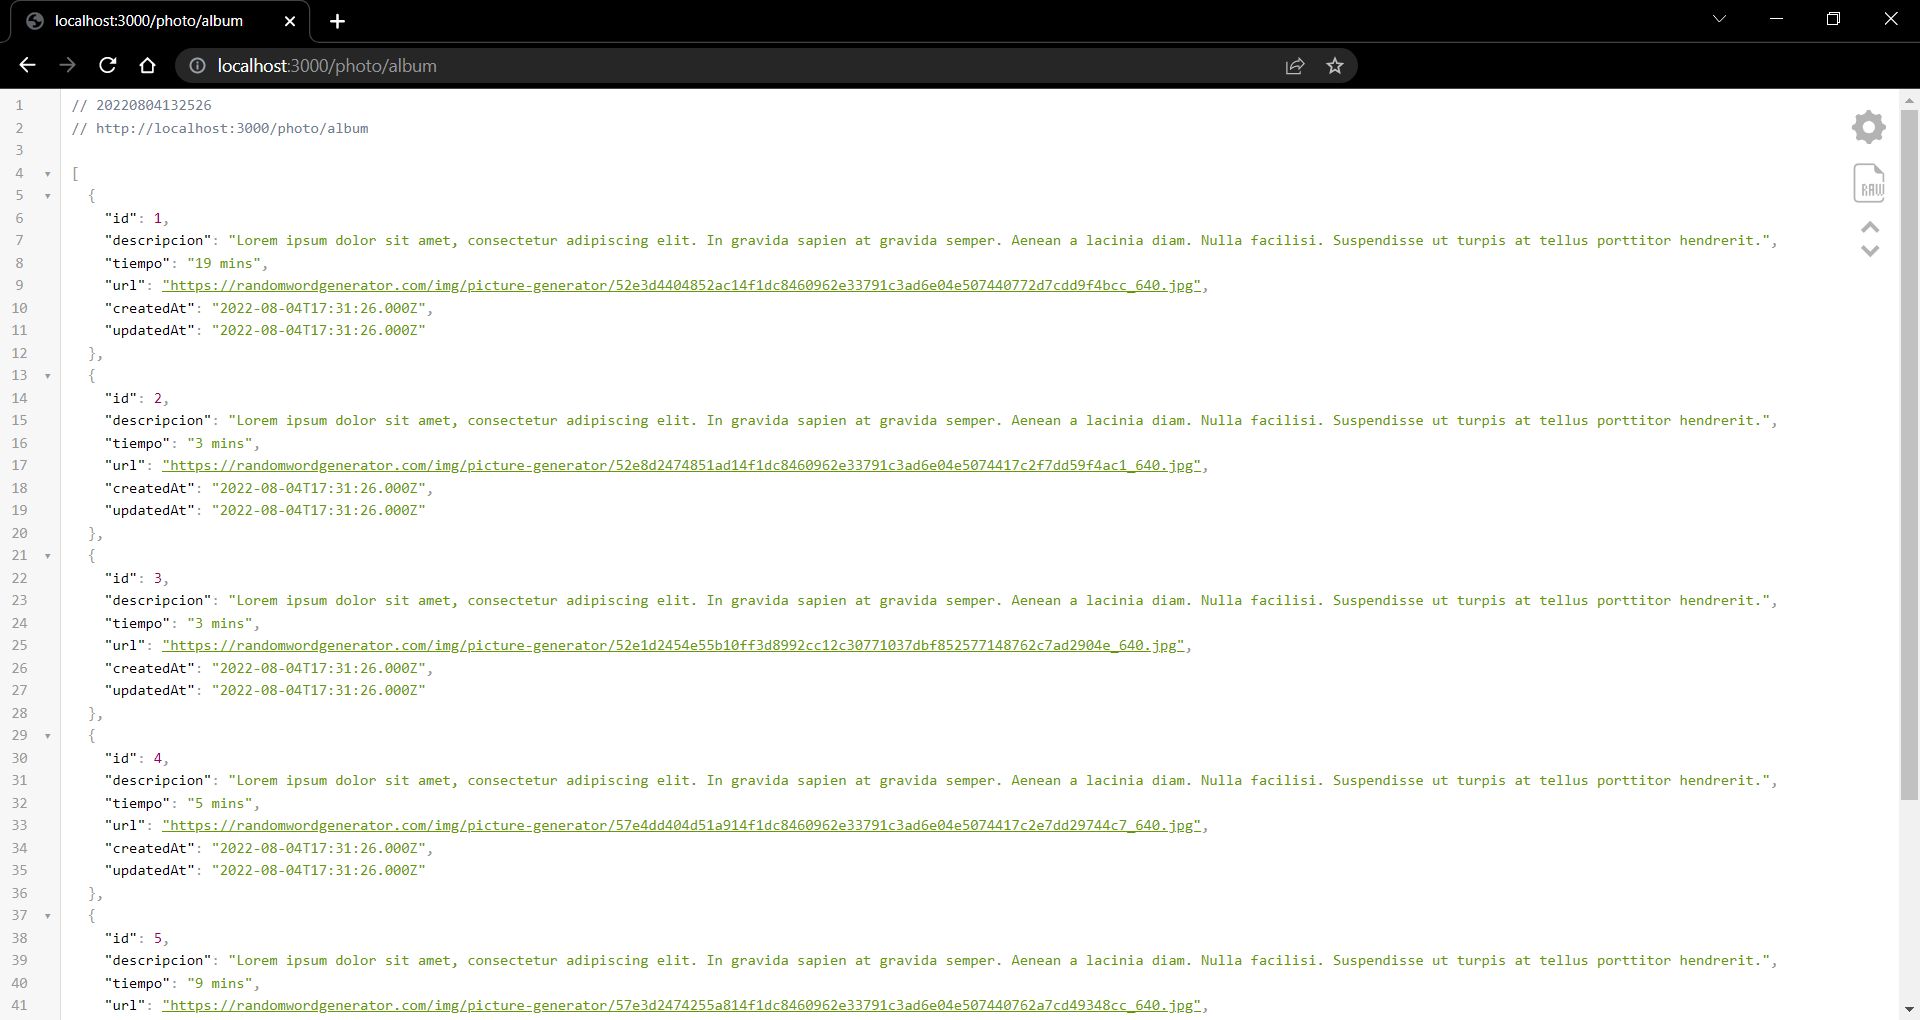 localhost:3000/photo/album
localhost:3000/photo/album
1 // 20220804132526
2 // http://localhost:3000/photo/album
3
4 [
5 {
6 "id": 1,
7 "descripcion": "Lorem ipsum dolor sit amet, consectetur adipiscing elit. In gravida sapien at gravida semper. Aenean a lacinia diam. Nulla facilisi. Suspendisse ut turpis at tellus porttitor hendrerit.",
8 "tiempo": "19 mins",
9 "url": "https://randomwordgenerator.com/img/picture-generator/52e3d4404852ac14f1dc8460962e33791c3ad6e04e507440772d7cdd9f4bcc_640.jpg",
10 "createdAt": "2022-08-04T17:31:26.000Z",
11 "updatedAt": "2022-08-04T17:31:26.000Z"
12 },
13 {
14 "id": 2,
15 "descripcion": "Lorem ipsum dolor sit amet, consectetur adipiscing elit. In gravida sapien at gravida semper. Aenean a lacinia diam. Nulla facilisi. Suspendisse ut turpis at tellus porttitor hendrerit.",
16 "tiempo": "3 mins",
17 "url": "https://randomwordgenerator.com/img/picture-generator/52e8d2474851ad14f1dc8460962e33791c3ad6e04e5074417c2f7dd59f4ac1_640.jpg",
18 "createdAt": "2022-08-04T17:31:26.000Z",
19 "updatedAt": "2022-08-04T17:31:26.000Z"
20 },
21 {
22 "id": 3,
23 "descripcion": "Lorem ipsum dolor sit amet, consectetur adipiscing elit. In gravida sapien at gravida semper. Aenean a lacinia diam. Nulla facilisi. Suspendisse ut turpis at tellus porttitor hendrerit.",
24 "tiempo": "3 mins",
25 "url": "https://randomwordgenerator.com/img/picture-generator/52e1d2454e55b10ff3d8992cc12c30771037dbf852577148762c7ad2904e_640.jpg",
26 "createdAt": "2022-08-04T17:31:26.000Z",
27 "updatedAt": "2022-08-04T17:31:26.000Z"
28 },
29 {
30 "id": 4,
31 "descripcion": "Lorem ipsum dolor sit amet, consectetur adipiscing elit. In gravida sapien at gravida semper. Aenean a lacinia diam. Nulla facilisi. Suspendisse ut turpis at tellus porttitor hendrerit.",
32 "tiempo": "5 mins",
33 "url": "https://randomwordgenerator.com/img/picture-generator/57e4dd404d51a914f1dc8460962e33791c3ad6e04e5074417c2e7dd29744c7_640.jpg",
34 "createdAt": "2022-08-04T17:31:26.000Z",
35 "updatedAt": "2022-08-04T17:31:26.000Z"
36 },
37 {
38 "id": 5,
39 "descripcion": "Lorem ipsum dolor sit amet, consectetur adipiscing elit. In gravida sapien at gravida semper. Aenean a lacinia diam. Nulla facilisi. Suspendisse ut turpis at tellus porttitor hendrerit.",
40 "tiempo": "9 mins",
41 "url": "https://randomwordgenerator.com/img/picture-generator/57e3d2474255a814f1dc8460962e33791c3ad6e04e507440762a7cd49348cc_640.jpg",
RAW